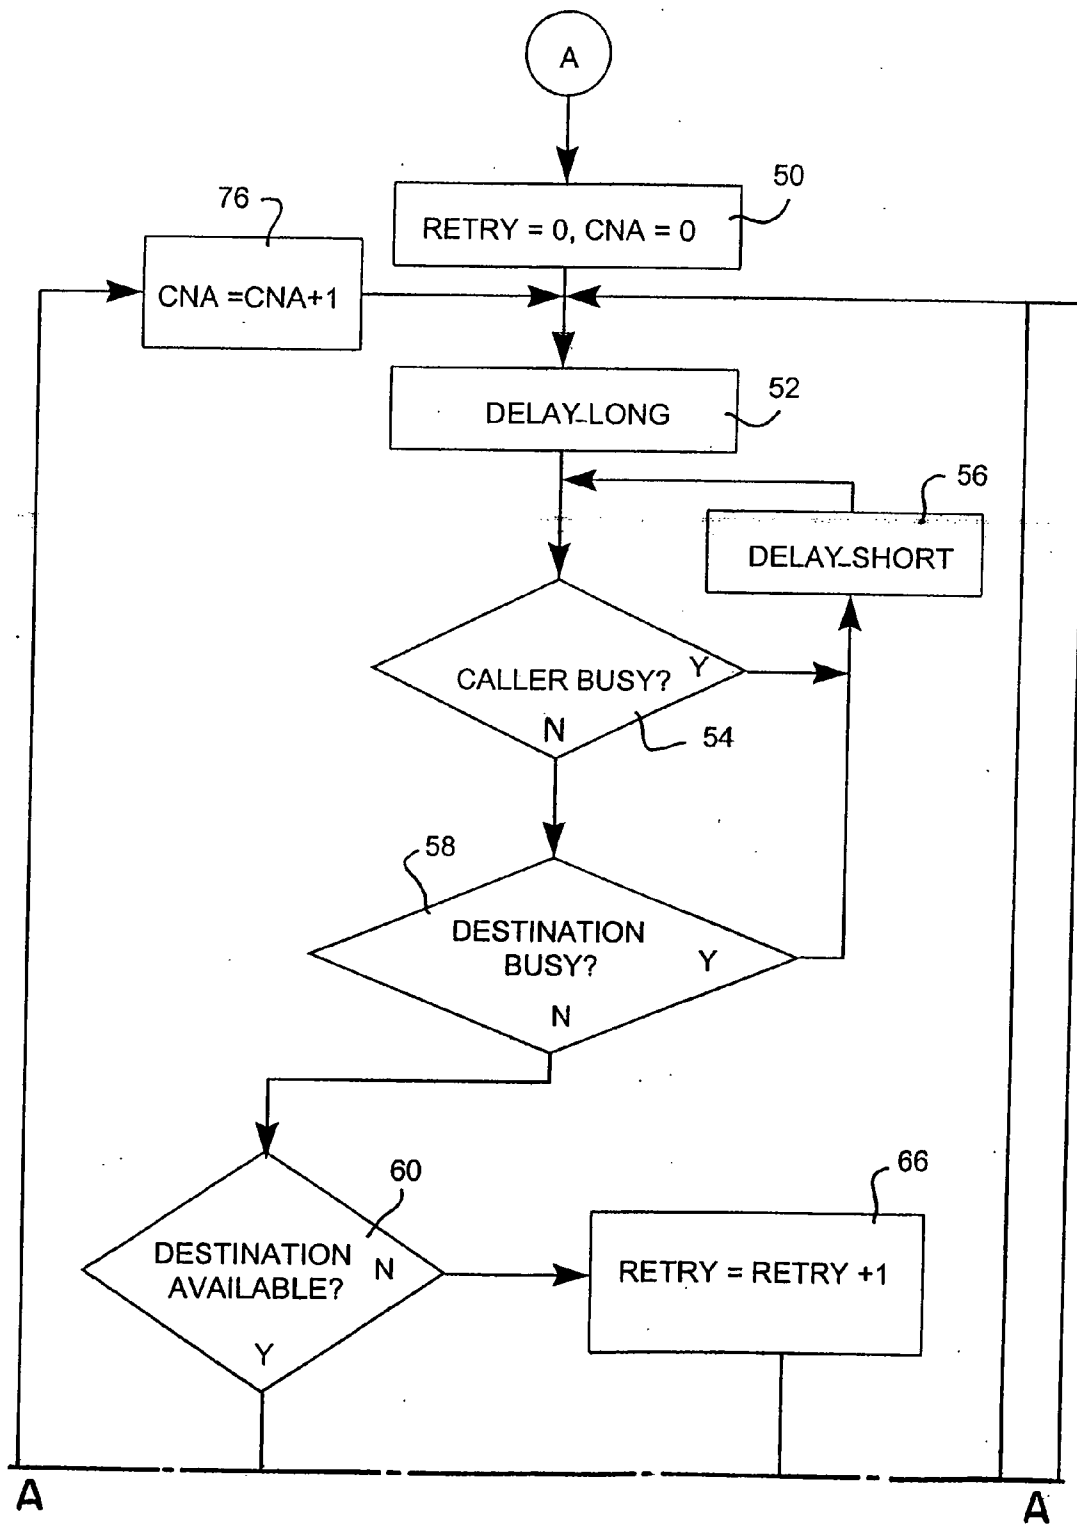 A
50
RETRY = 0, CNA = 0
76
CNA =CNA+1
52
DELAY_LONG
56
DELAY_SHORT
CALLER BUSY?
Y
N
54
58
DESTINATION
BUSY?
Y
N
60
DESTINATION
AVAILABLE?
N
Y
66
RETRY = RETRY +1
A
A